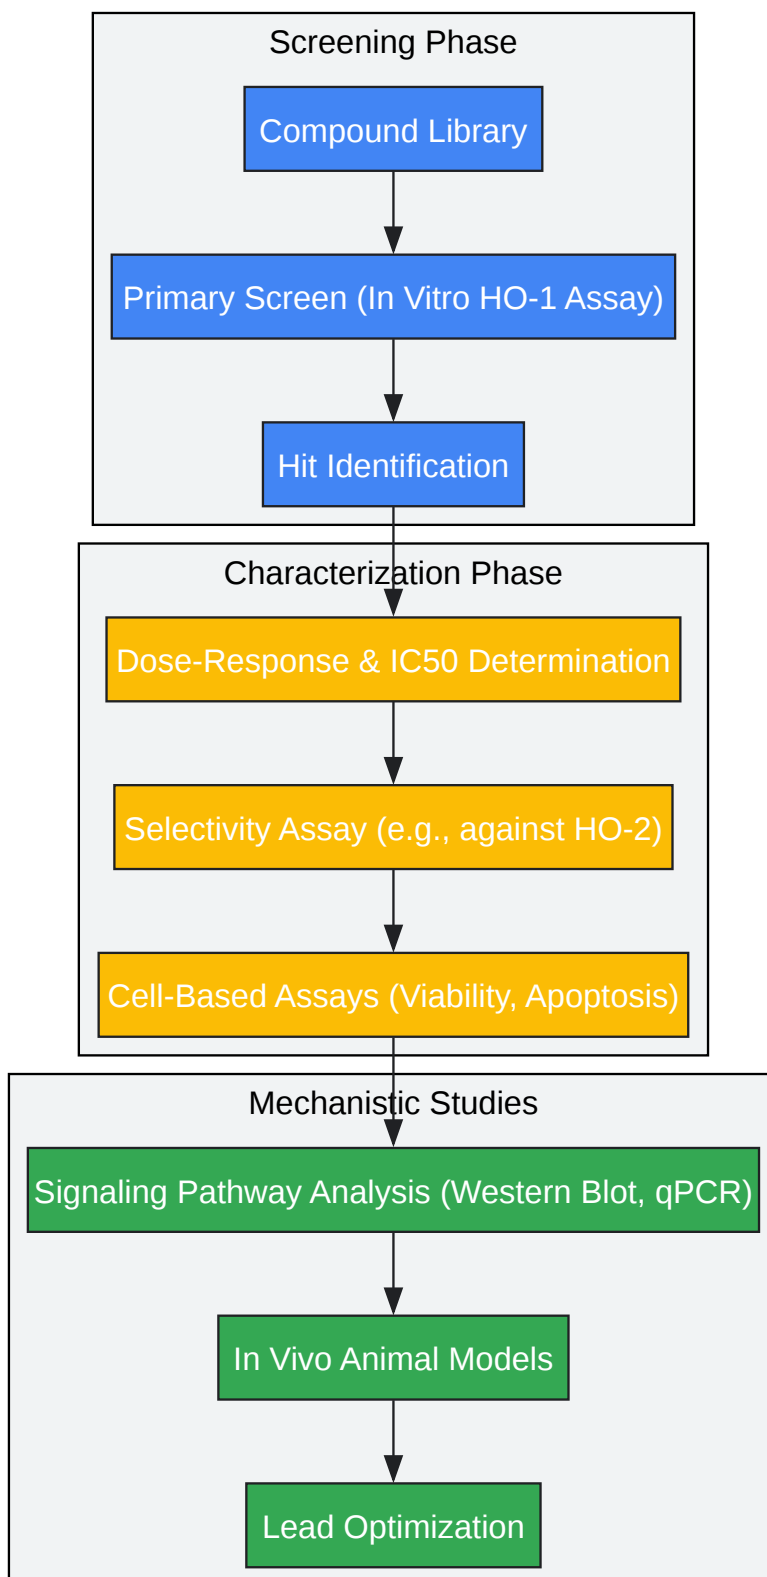 Screening Phase
Compound Library
Primary Screen (In Vitro HO-1 Assay)
Hit Identification
Characterization Phase
Dose-Response & IC50 Determination
Selectivity Assay (e.g., against HO-2)
Cell-Based Assays (Viability, Apoptosis)
Mechanistic Studies
Signaling Pathway Analysis (Western Blot, qPCR)
In Vivo Animal Models
Lead Optimization